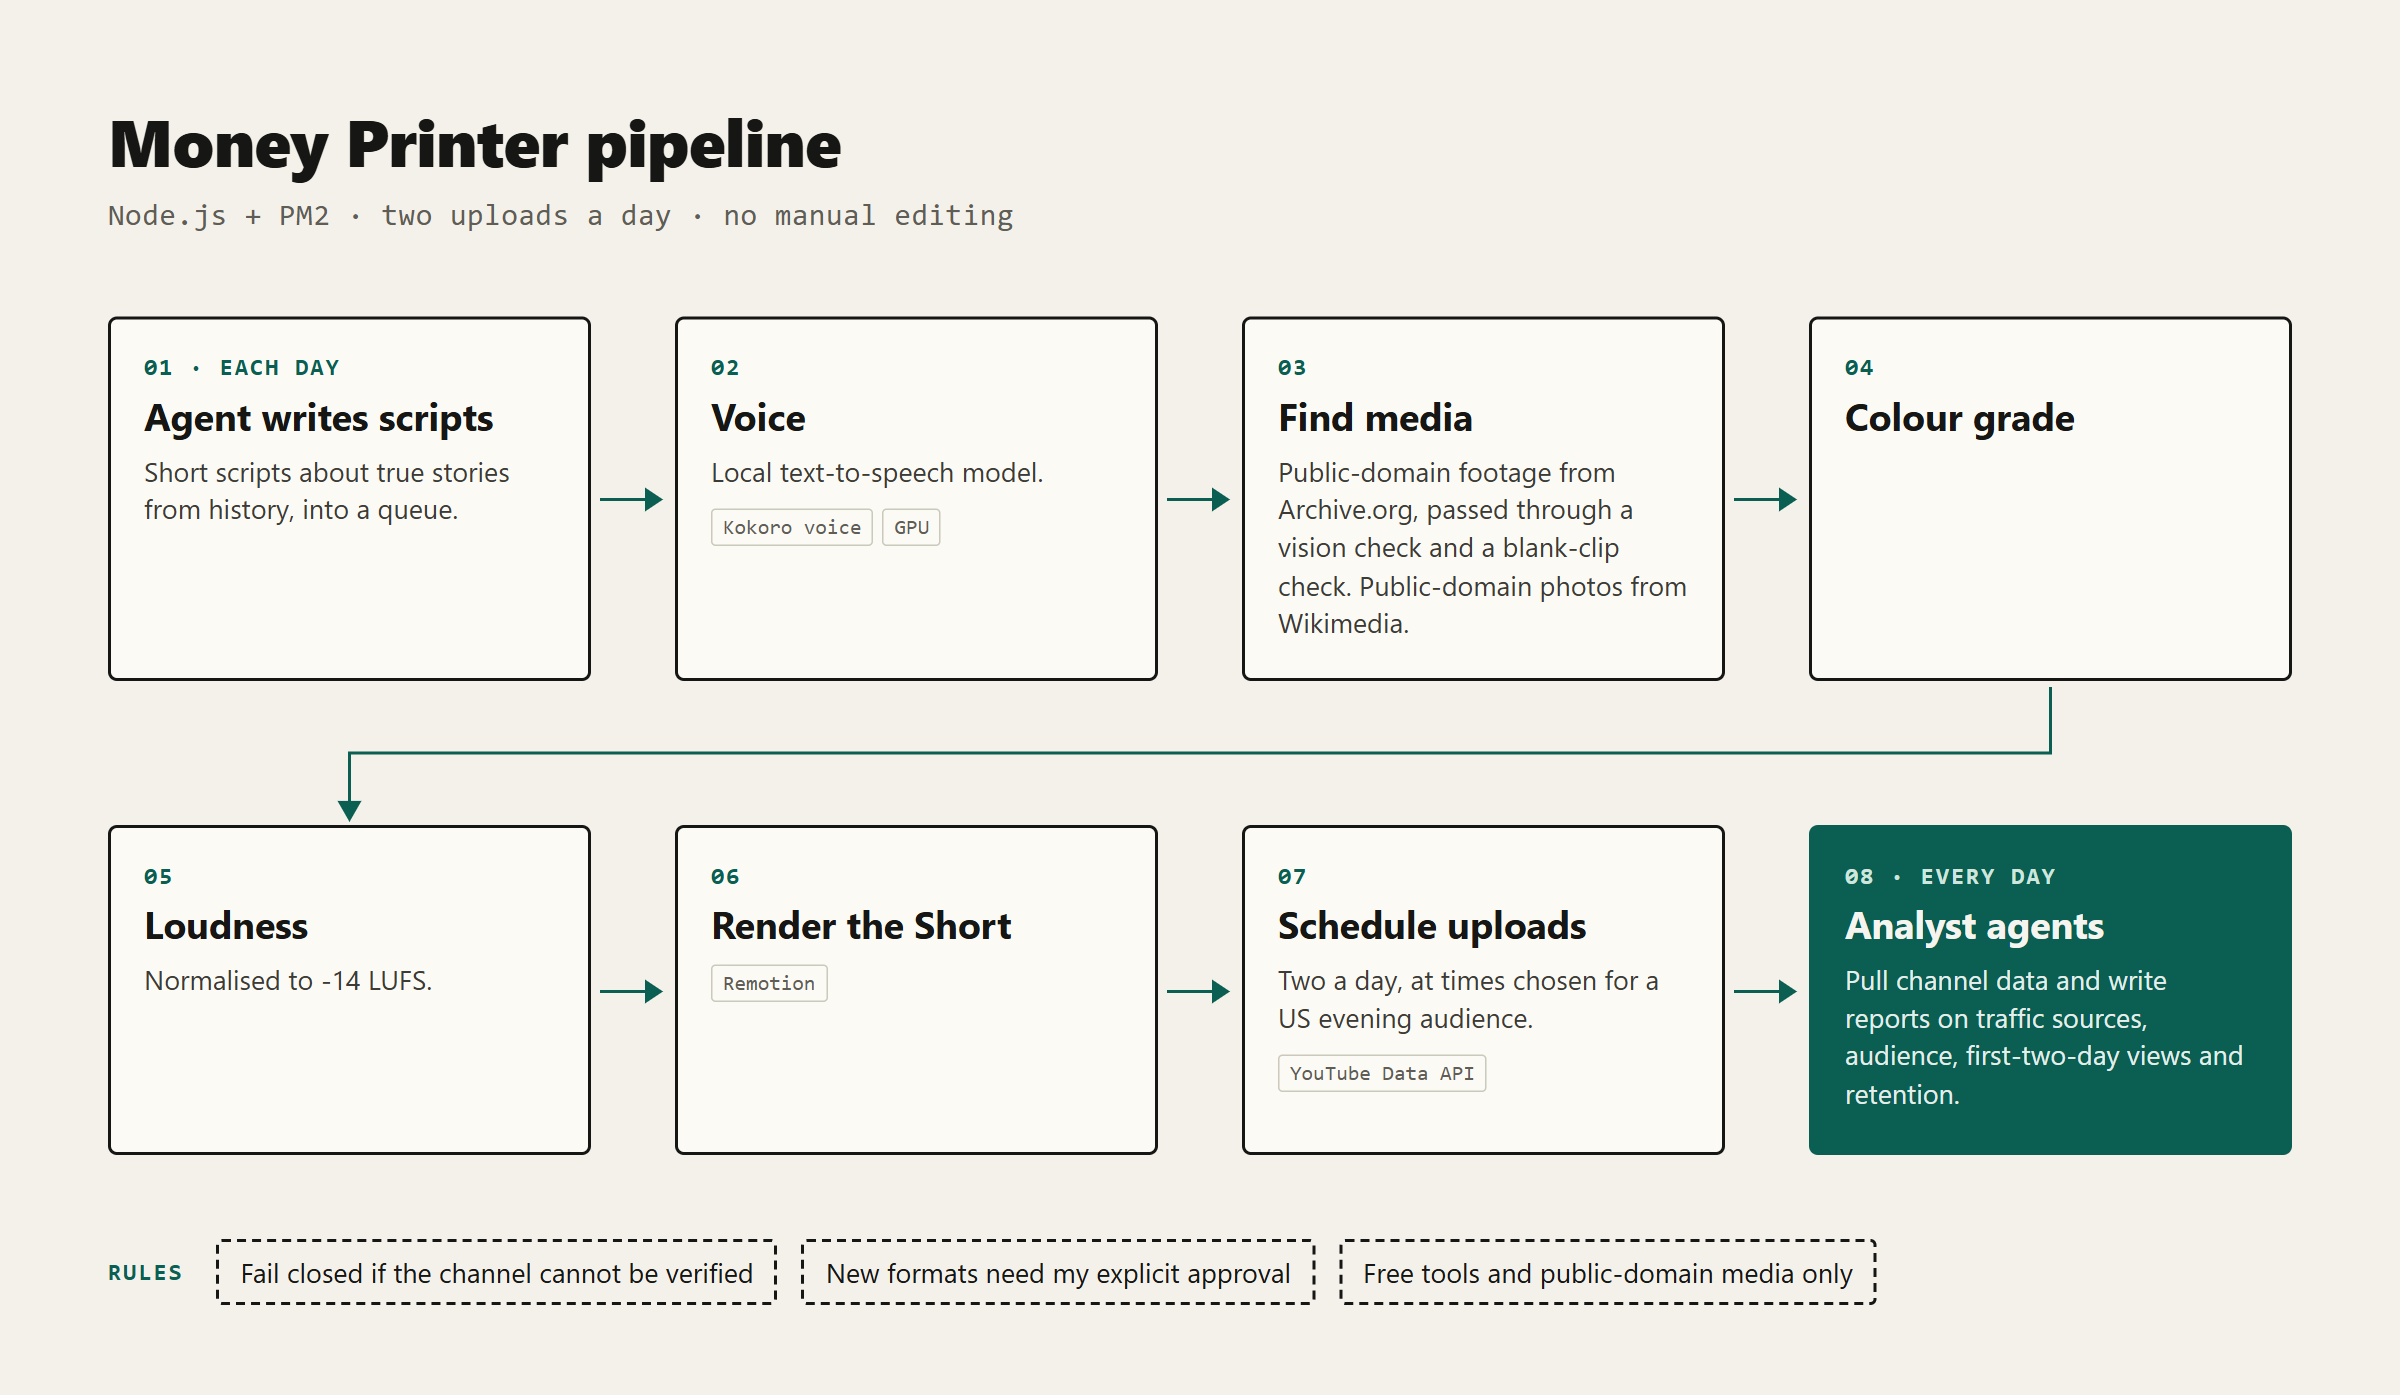 Money Printer pipeline
Node.js + PM2 · two uploads a day · no manual editing
01 · EACH DAY
Agent writes scripts
Short scripts about true stories
from history, into a queue.
02
Voice
Local text-to-speech model.
Kokoro voice
GPU
03
Find media
Public-domain footage from
Archive.org, passed through a
vision check and a blank-clip
check. Public-domain photos from
Wikimedia.
04
Colour grade
05
Loudness
Normalised to -14 LUFS.
06
Render the Short
Remotion
07
Schedule uploads
Two a day, at times chosen for a
US evening audience.
YouTube Data API
08 · EVERY DAY
Analyst agents
Pull channel data and write
reports on traffic sources,
audience, first-two-day views and
retention.
RULES
Fail closed if the channel cannot be verified
New formats need my explicit approval
Free tools and public-domain media only